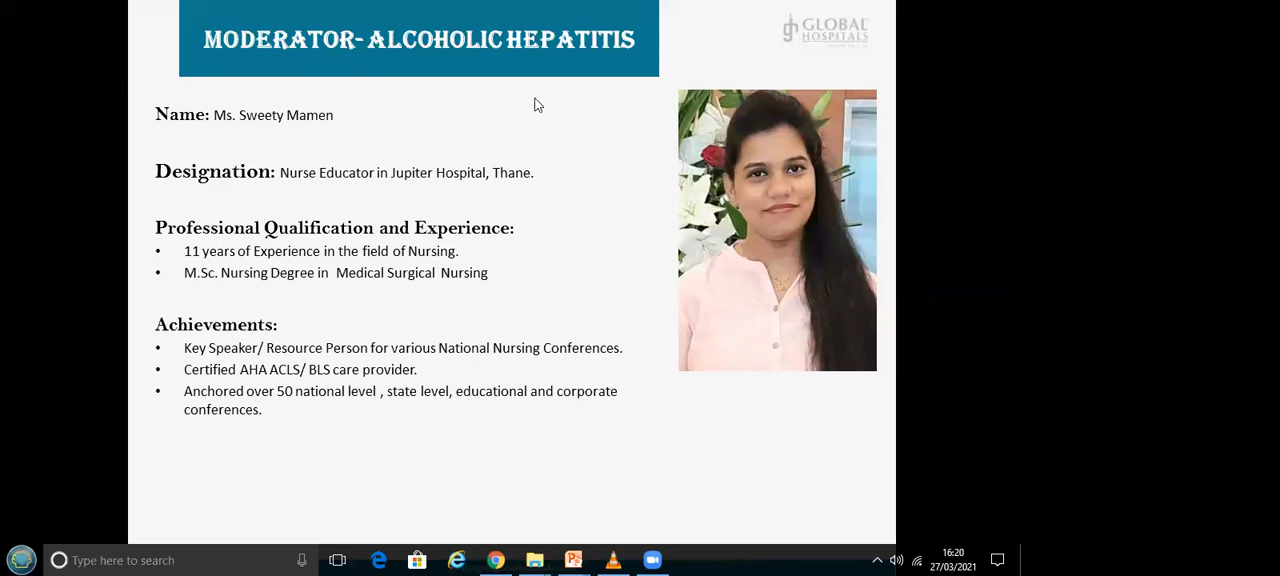 MODERATOR- ALCOHOLIC HEPATITIS
GLOBAL
HOSPITALS
Name: Ms. Sweety Mamen
Designation: Nurse Educator in Jupiter Hospital, Thane.
Professional Qualification and Experience:
• 11 years of Experience in the field of Nursing.
• M.Sc. Nursing Degree in Medical Surgical Nursing
Achievements:
• Key Speaker/ Resource Person for various National Nursing Conferences.
• Certified AHA ACLS/ BLS care provider.
• Anchored over 50 national level , state level, educational and corporate
conferences.
Type here to search
16:20
27/03/2021